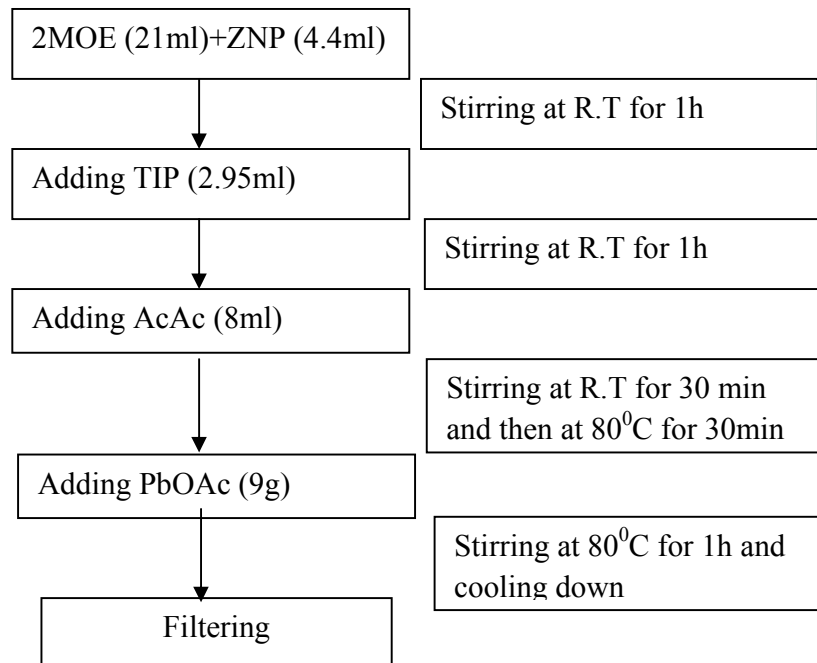 2MOE (21ml)+ZNP (4.4ml)
Stirring at R.T for 1h
Adding TIP (2.95ml)
Stirring at R.T for 1h
Adding AcAc (8ml)
Stirring at R.T for 30 min
and then at 80⁰C for 30min
Adding PbOAc (9g)
Stirring at 80⁰C for 1h and
cooling down
Filtering